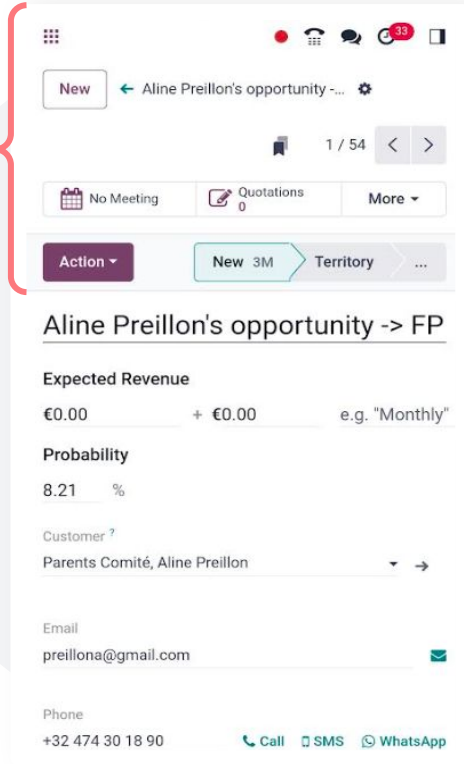 33
New ← Aline Preillon's opportunity -...
1 / 54
No Meeting Quotations 0 More
Action New 3M Territory ...
Aline Preillon's opportunity -> FP
Expected Revenue
€0.00 + €0.00 e.g. "Monthly"
Probability
8.21 %
Customer ?
Parents Comité, Aline Preillon
Email
preillona@gmail.com
Phone
+32 474 30 18 90 Call SMS WhatsApp